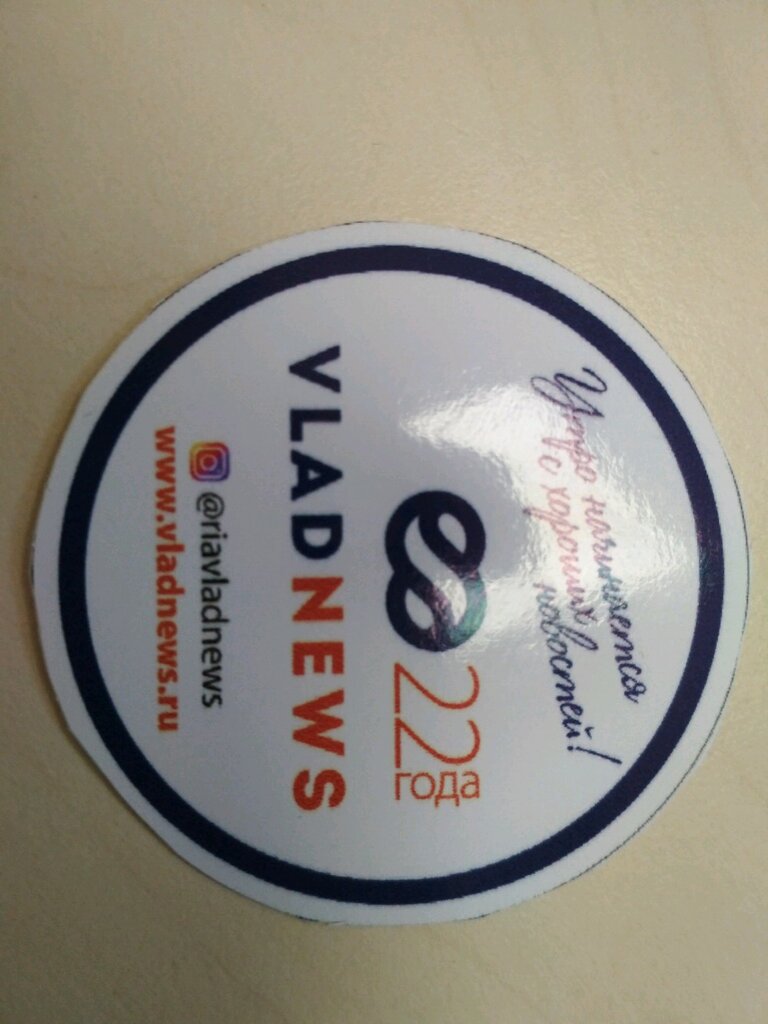 Утро начинается
с хороших
новостей!
22
года
VLADNEWS
@riavladnews
www.vladnews.ru